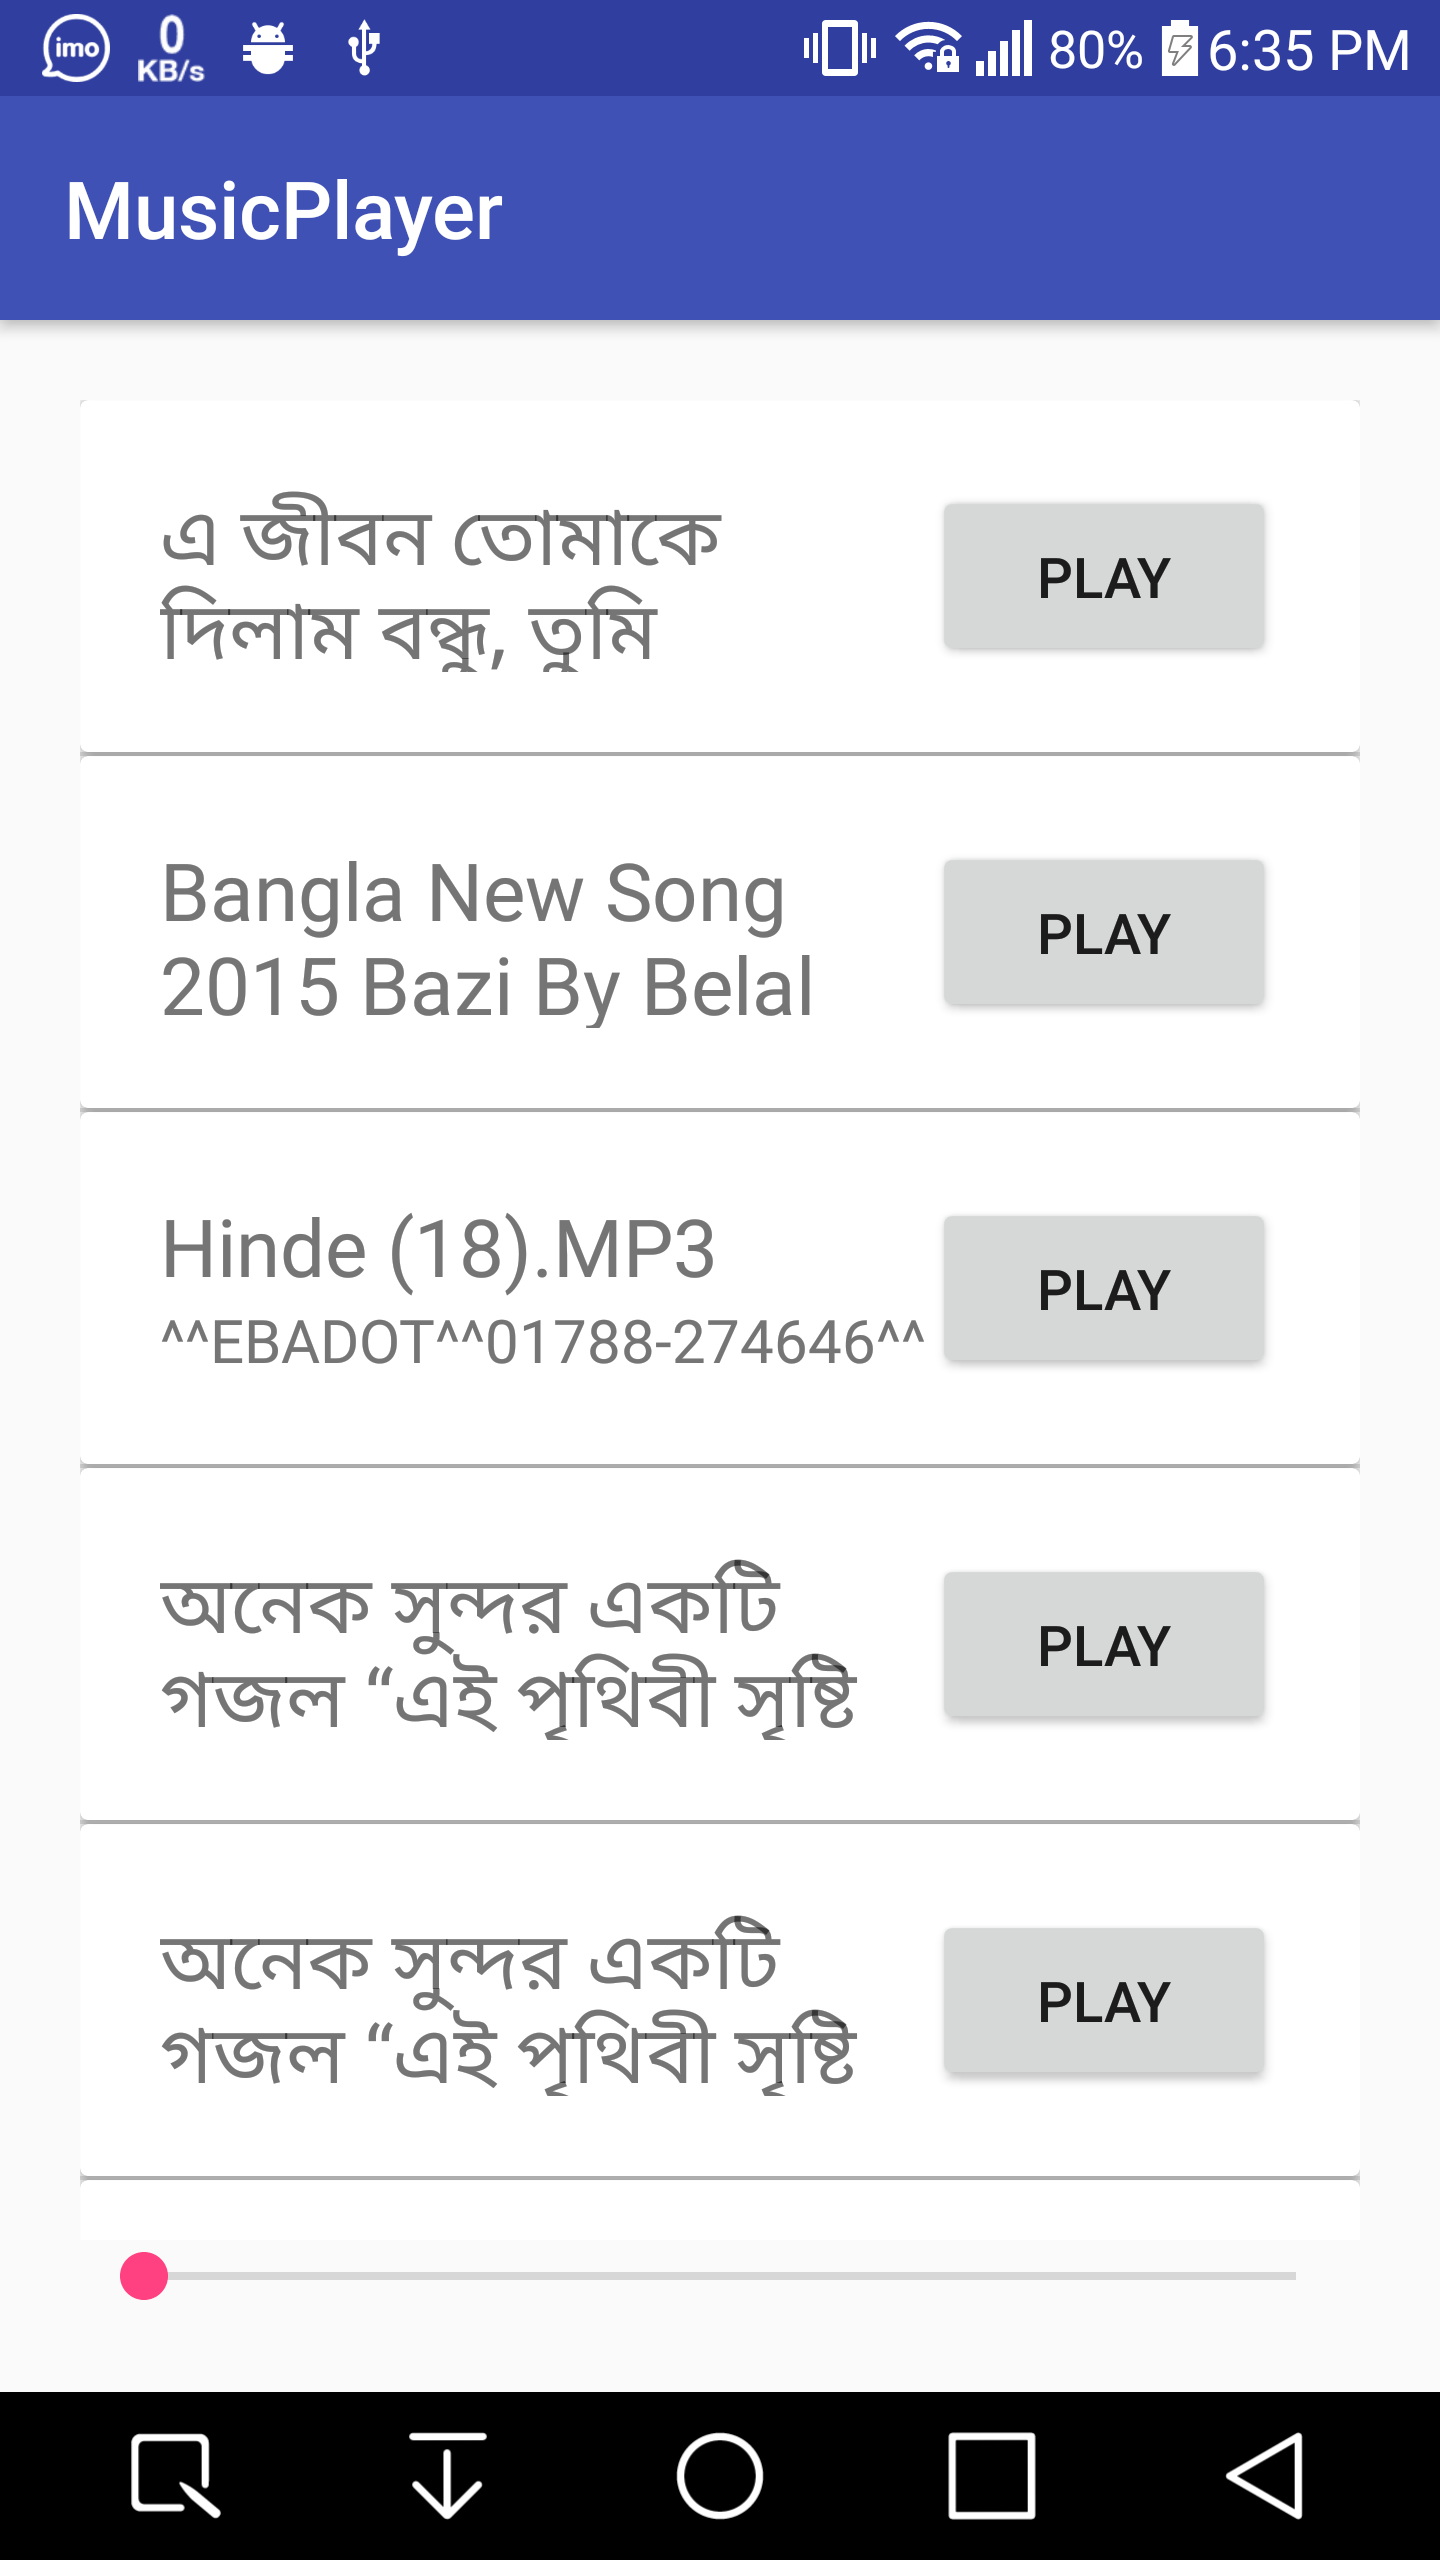 imo 0 KB/s 80% 6:35 PM
MusicPlayer
এ জীবন তোমাকে
দিলাম বন্ধু, তুমি
PLAY
Bangla New Song
2015 Bazi By Belal
PLAY
Hinde (18).MP3
^^EBADOT^^01788-274646^^
PLAY
অনেক সুন্দর একটি
গজল “এই পৃথিবী সৃষ্টি
PLAY
অনেক সুন্দর একটি
গজল “এই পৃথিবী সৃষ্টি
PLAY